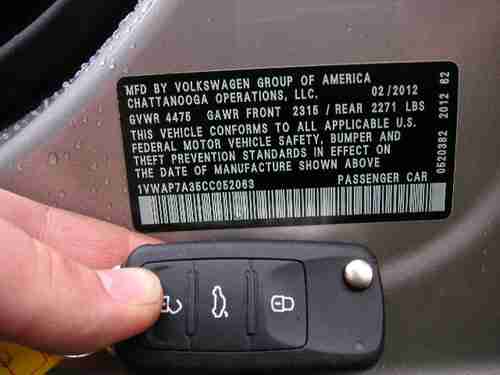 MFD BY VOLKSWAGEN GROUP OF AMERICA
CHATTANOOGA OPERATIONS, LLC. 02/2012
GVWR 4475 GAWR FRONT 2315 / REAR 2271 LBS
THIS VEHICLE CONFORMS TO ALL APPLICABLE U.S.
FEDERAL MOTOR VEHICLE SAFETY, BUMPER AND
THEFT PREVENTION STANDARDS IN EFFECT ON
THE DATE OF MANUFACTURE SHOWN ABOVE
1VWAP7A35CC052063 PASSENGER CAR
0520382 2012 62